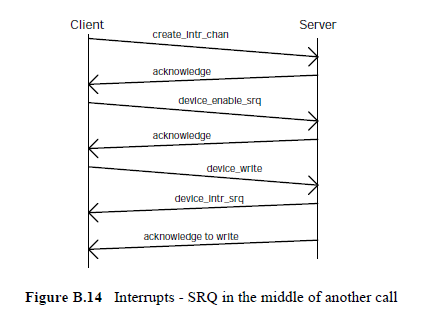 Client Server
create_intr_chan
acknowledge
device_enable_srq
acknowledge
device_write
device_intr_srq
acknowledge to write
Figure B.14 Interrupts - SRQ in the middle of another call